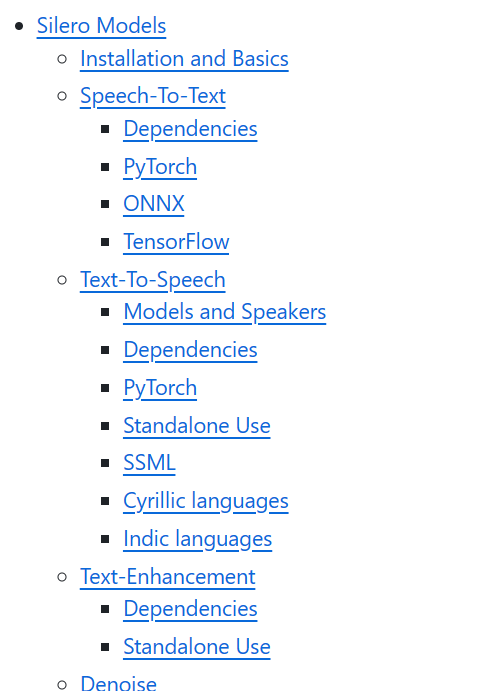 Silero Models
Installation and Basics
Speech-To-Text
Dependencies
PyTorch
ONNX
TensorFlow
Text-To-Speech
Models and Speakers
Dependencies
PyTorch
Standalone Use
SSML
Cyrillic languages
Indic languages
Text-Enhancement
Dependencies
Standalone Use
Denoise